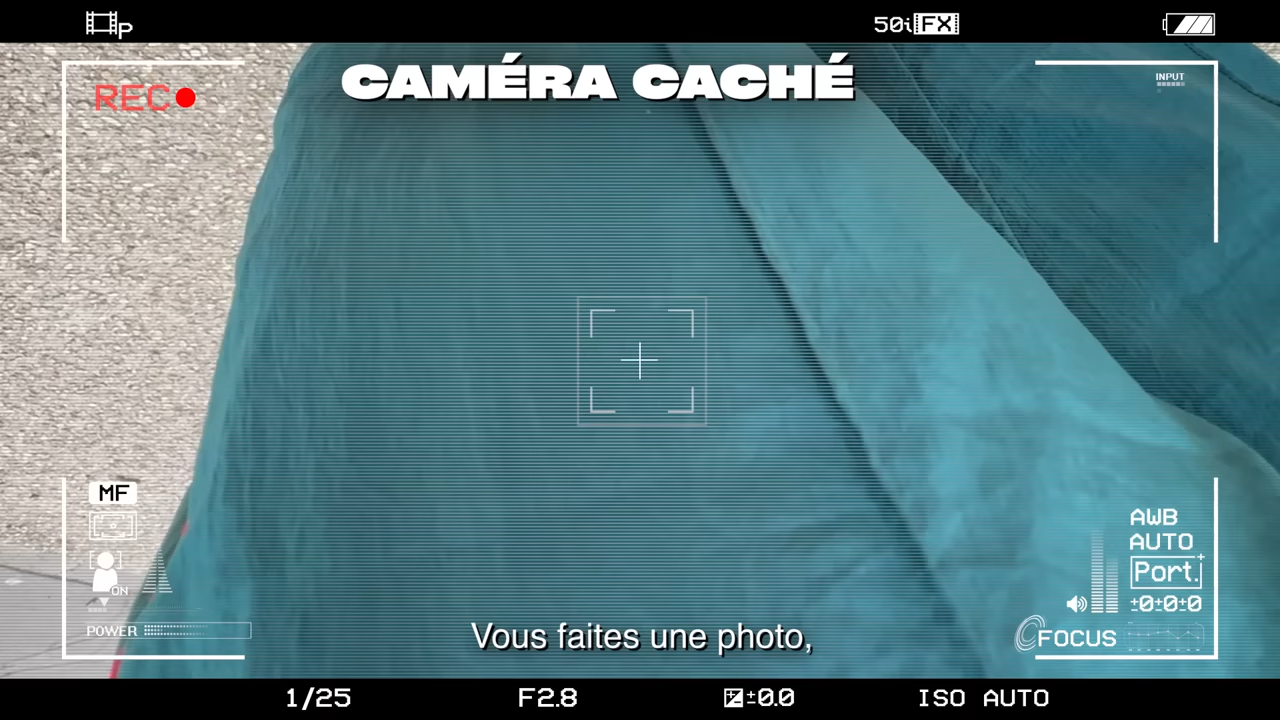 P
50i FX
CAMÉRA CACHÉ
REC
INPUT
MF
AWB
AUTO
ON
Port.+
±0±0±0
POWER
Vous faites une photo,
FOCUS
1/25
F2.8
±0.0
ISO AUTO